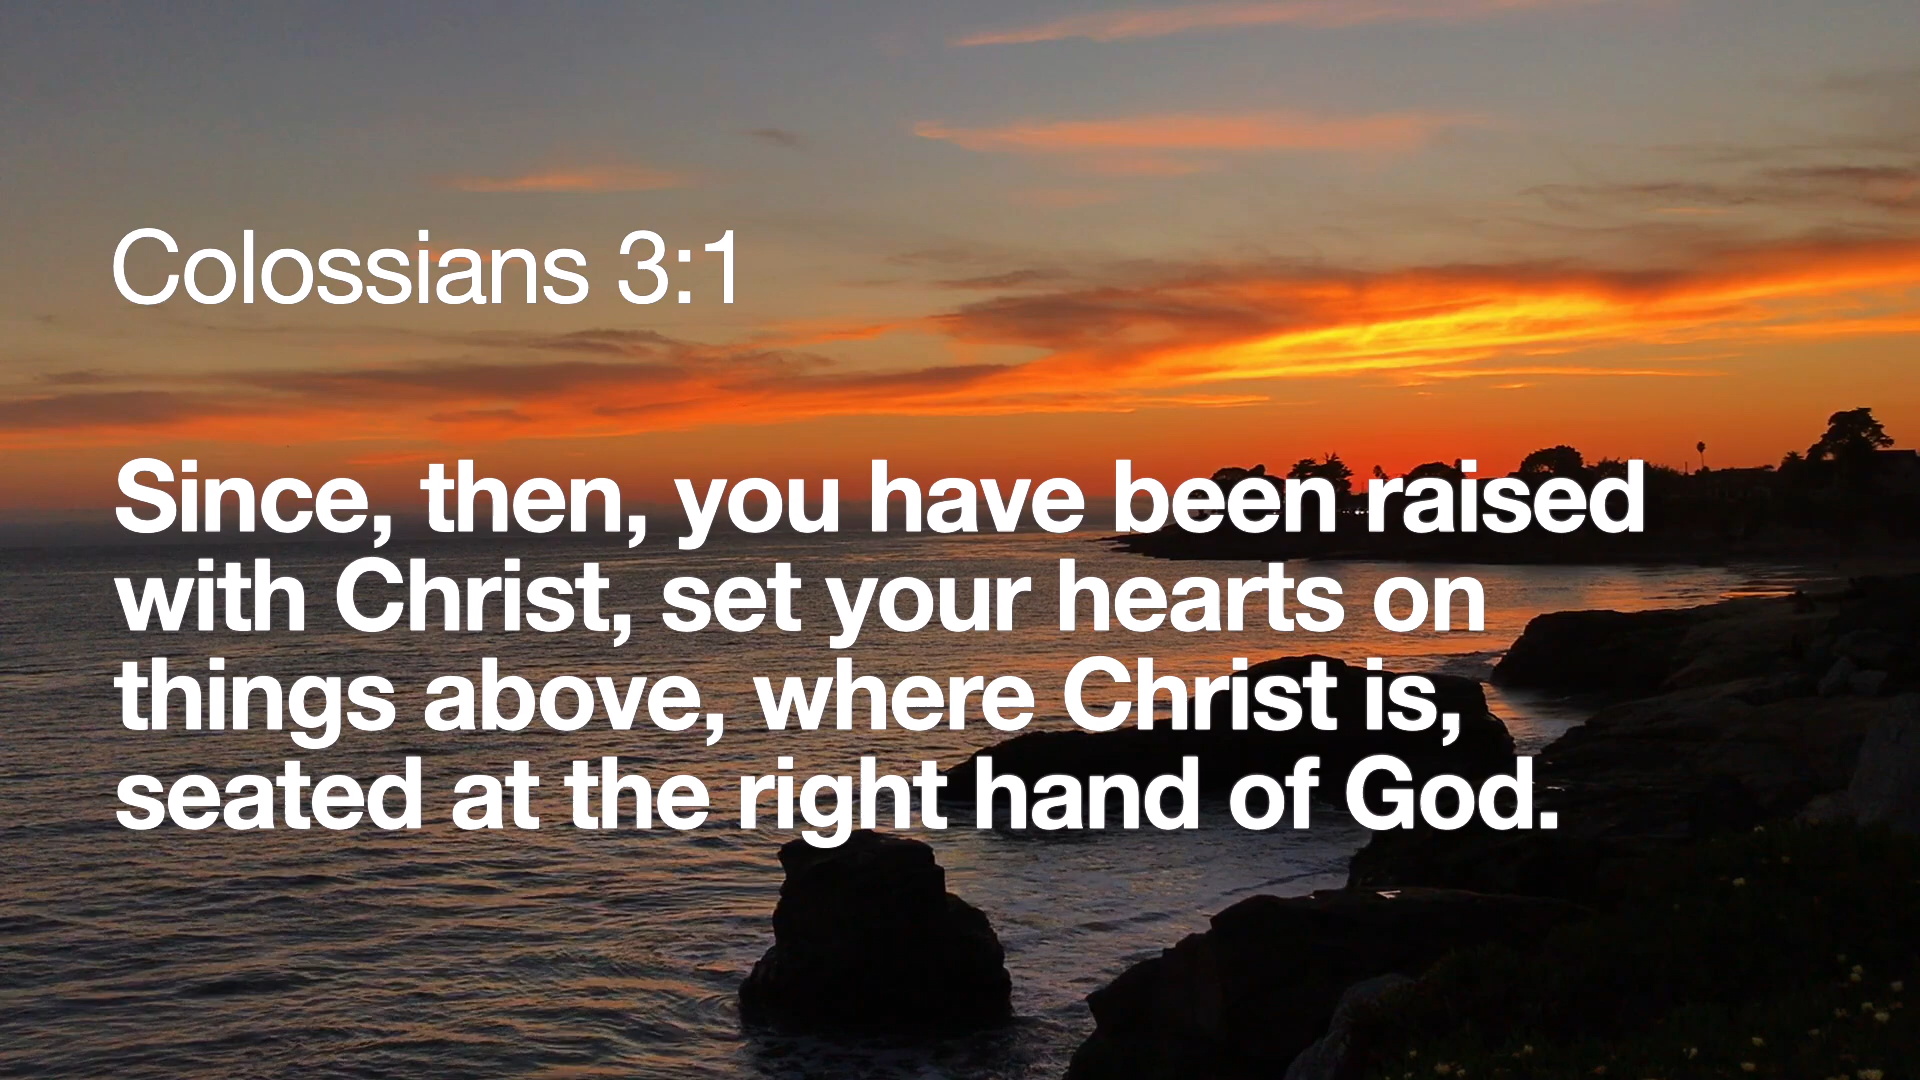 Colossians 3:1
Since, then, you have been raised
with Christ, set your hearts on
things above, where Christ is,
seated at the right hand of God.